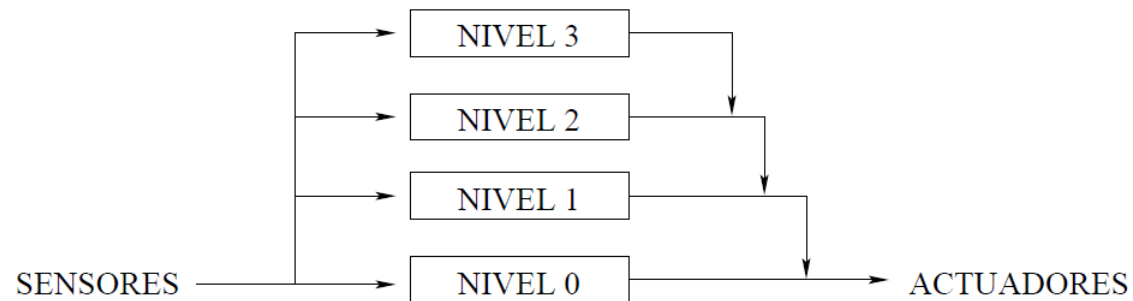 NIVEL 3
NIVEL 2
NIVEL 1
SENSORES NIVEL 0 ACTUADORES